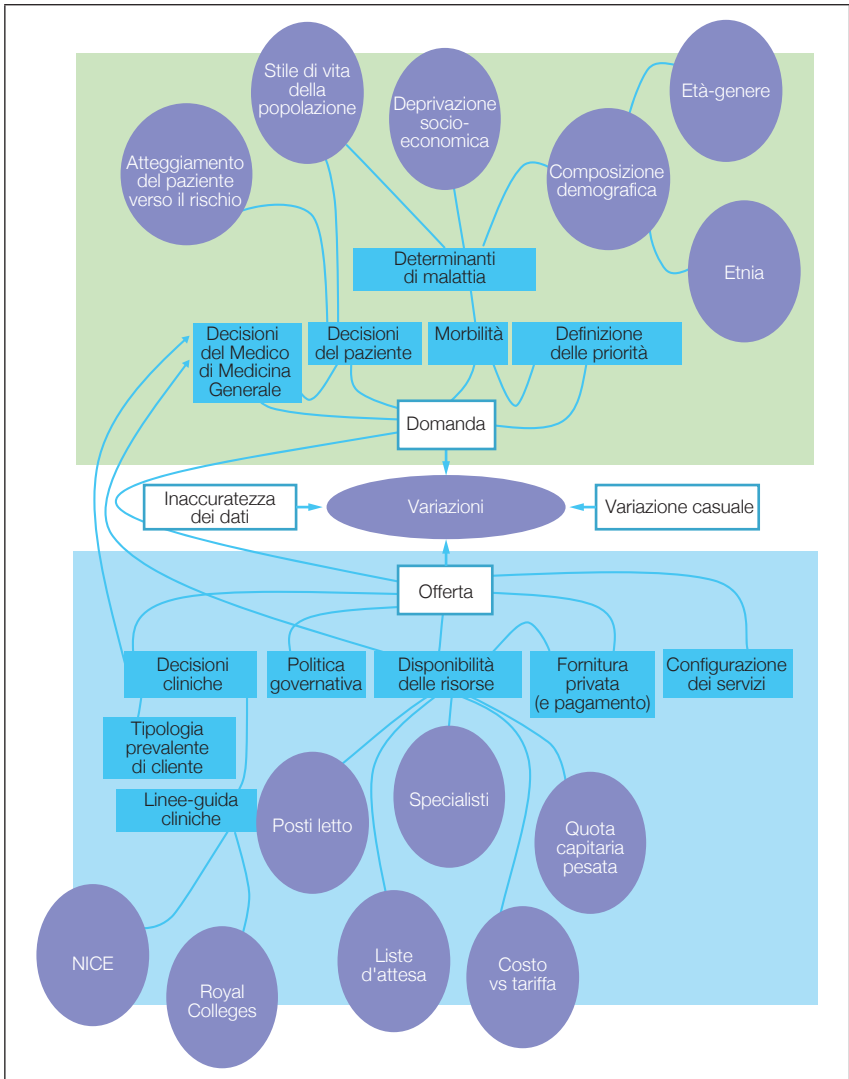 Stile di vita
della
popolazione
Deprivazione
socio-
economica
Età-genere
Atteggiamento
del paziente
verso il rischio
Composizione
demografica
Etnia
Determinanti
di malattia
Decisioni
del Medico
di Medicina
Generale
Decisioni
del paziente
Morbilità
Definizione
delle priorità
Domanda
Inaccuratezza
dei dati
Variazioni
Variazione casuale
Offerta
Decisioni
cliniche
Politica
governativa
Disponibilità
delle risorse
Fornitura
privata
(e pagamento)
Configurazione
dei servizi
Tipologia
prevalente
di cliente
Linee-guida
cliniche
Posti letto
Specialisti
Quota
capitaria
pesata
NICE
Royal
Colleges
Liste
d'attesa
Costo
vs tariffa